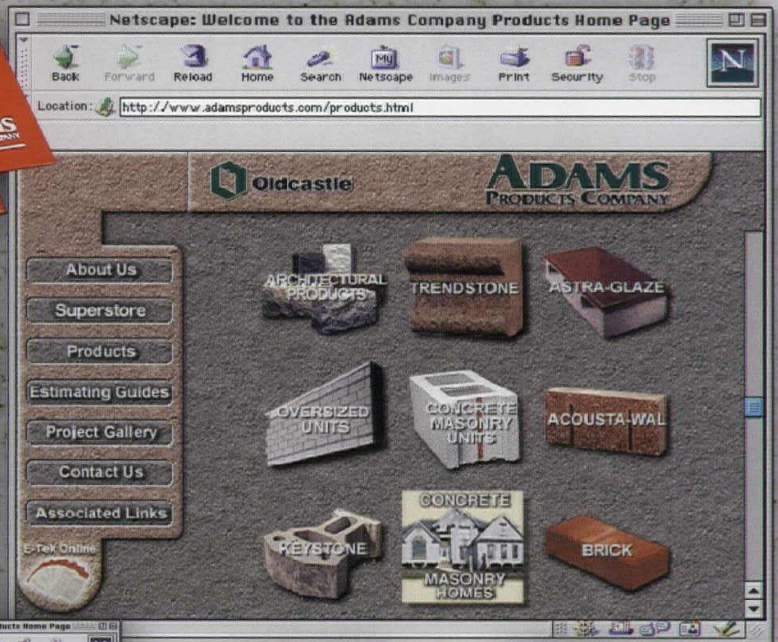 Netscape: Welcome to the Adams Company Products Home Page
Back Forward Reload Home Search Netscape Images Print Security Stop
My
N
Location: http://www.adamsproducts.com/products.html
Oldcastle
ADAMS
PRODUCTS COMPANY
About Us
Superstore
Products
Estimating Guides
Project Gallery
Contact Us
Associated Links
E-Tek Online
ARCHITECTURAL
PRODUCTS
TRENDSTONE
ASTRA-GLAZE
OVERSIZED
UNITS
CONCRETE
MASONRY
UNITS
ACOUSTA-WAL
KEYSTONE
CONCRETE
MASONRY
HOMES
BRICK
Home Page